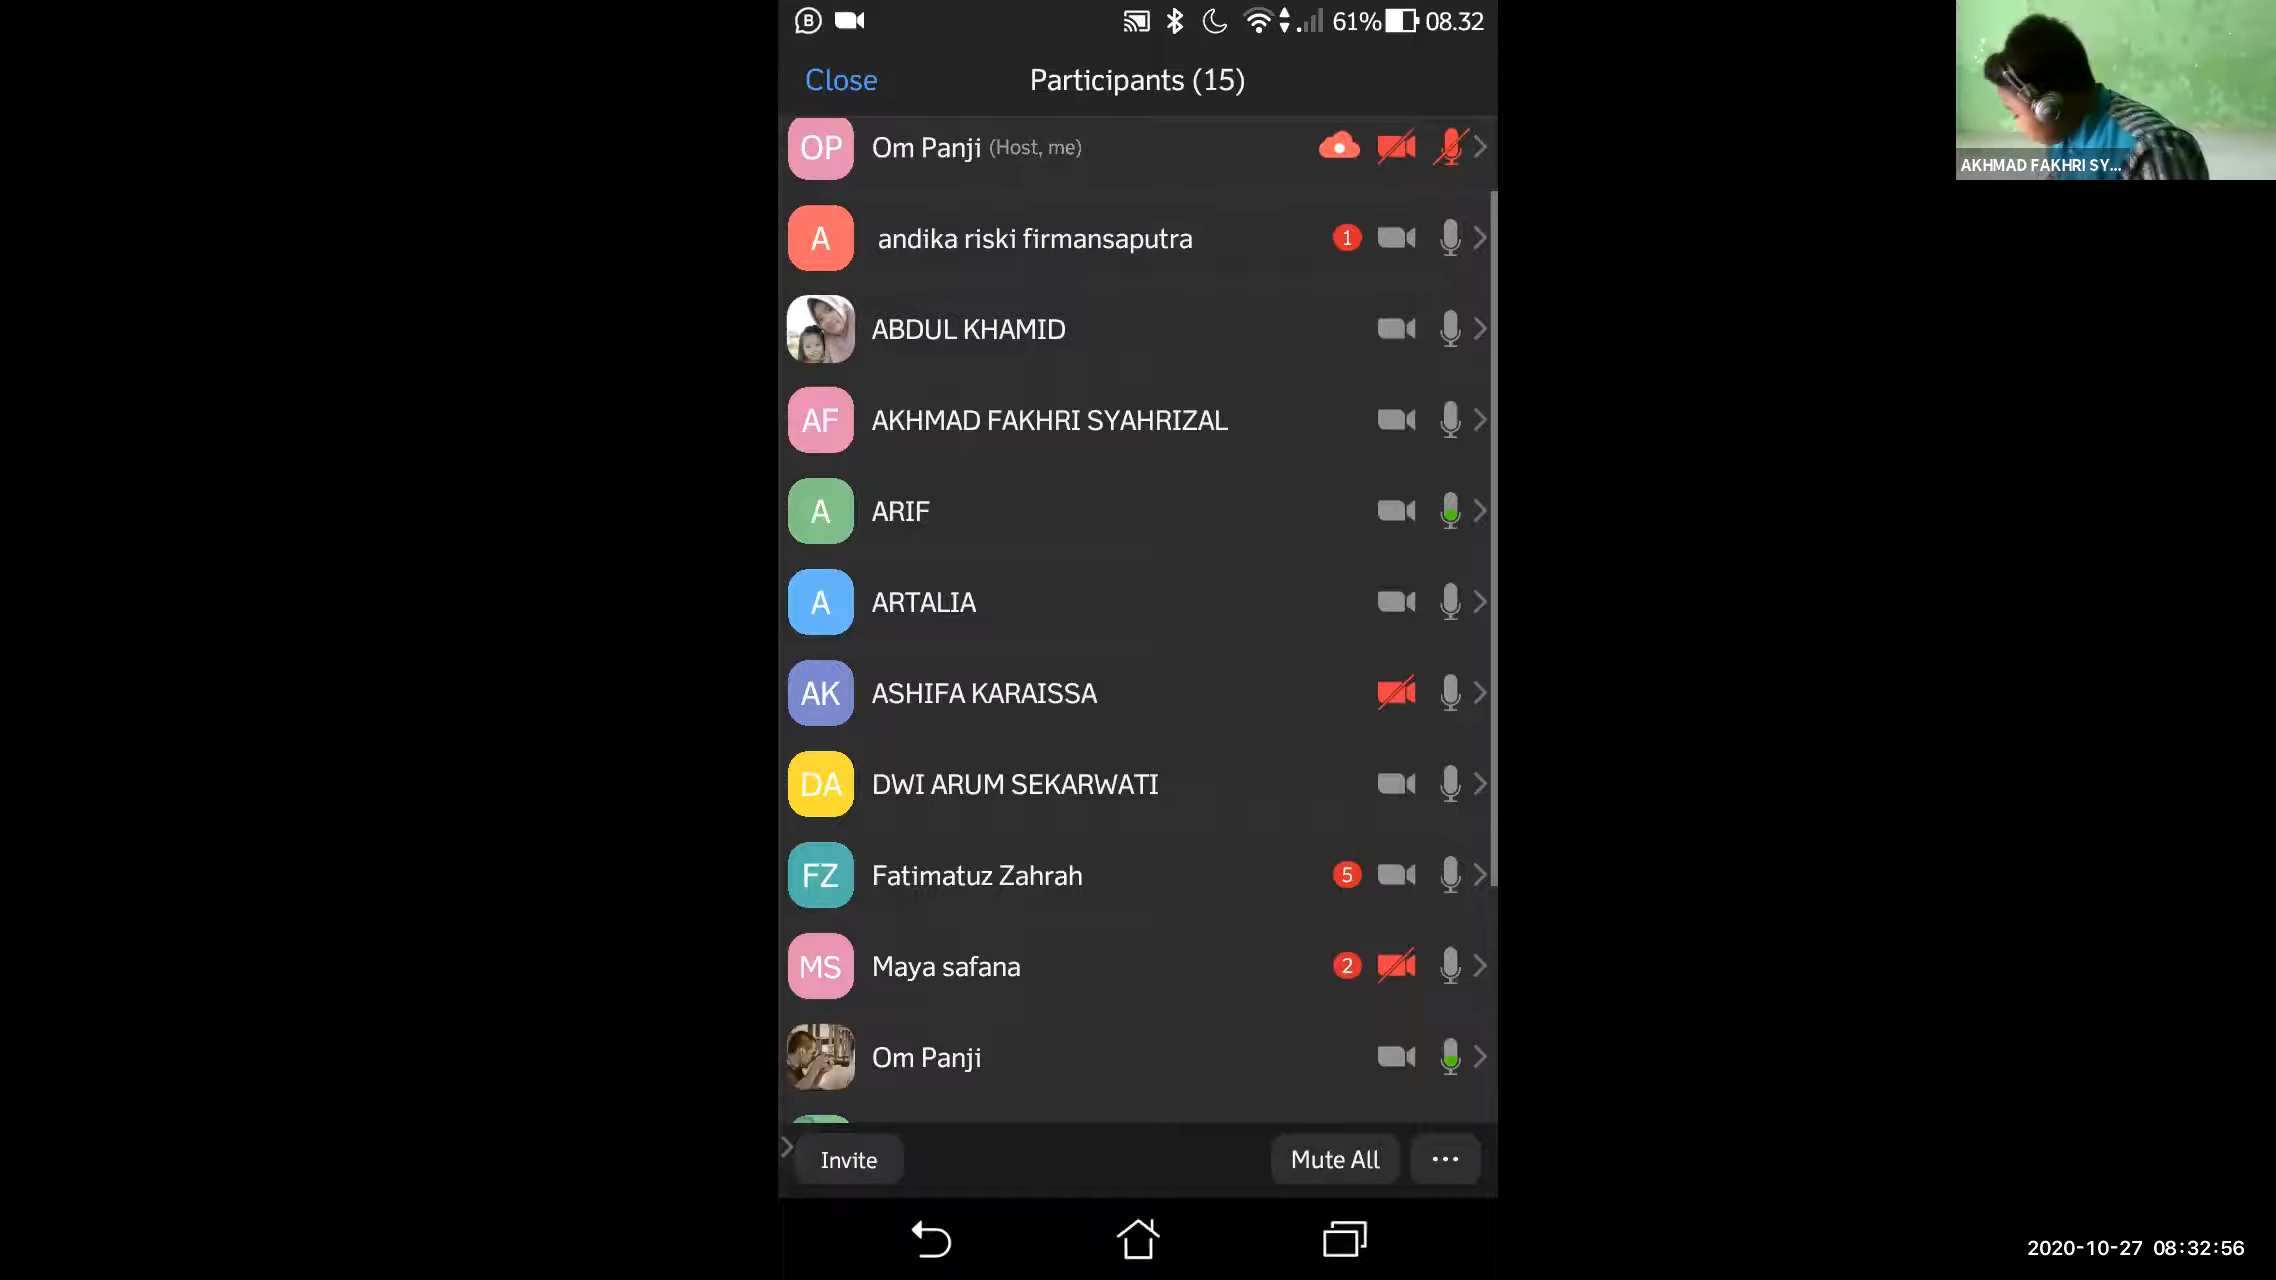 B
61% 08.32
Close Participants (15)
OP Om Panji (Host, me)
A andika riski firmansaputra 1
ABDUL KHAMID
AF AKHMAD FAKHRI SYAHRIZAL
A ARIF
A ARTALIA
AK ASHIFA KARAISSA
DA DWI ARUM SEKARWATI
FZ Fatimatuz Zahrah 5
MS Maya safana 2
Om Panji
Invite Mute All ...
AKHMAD FAKHRI SY...
2020-10-27 08:32:56